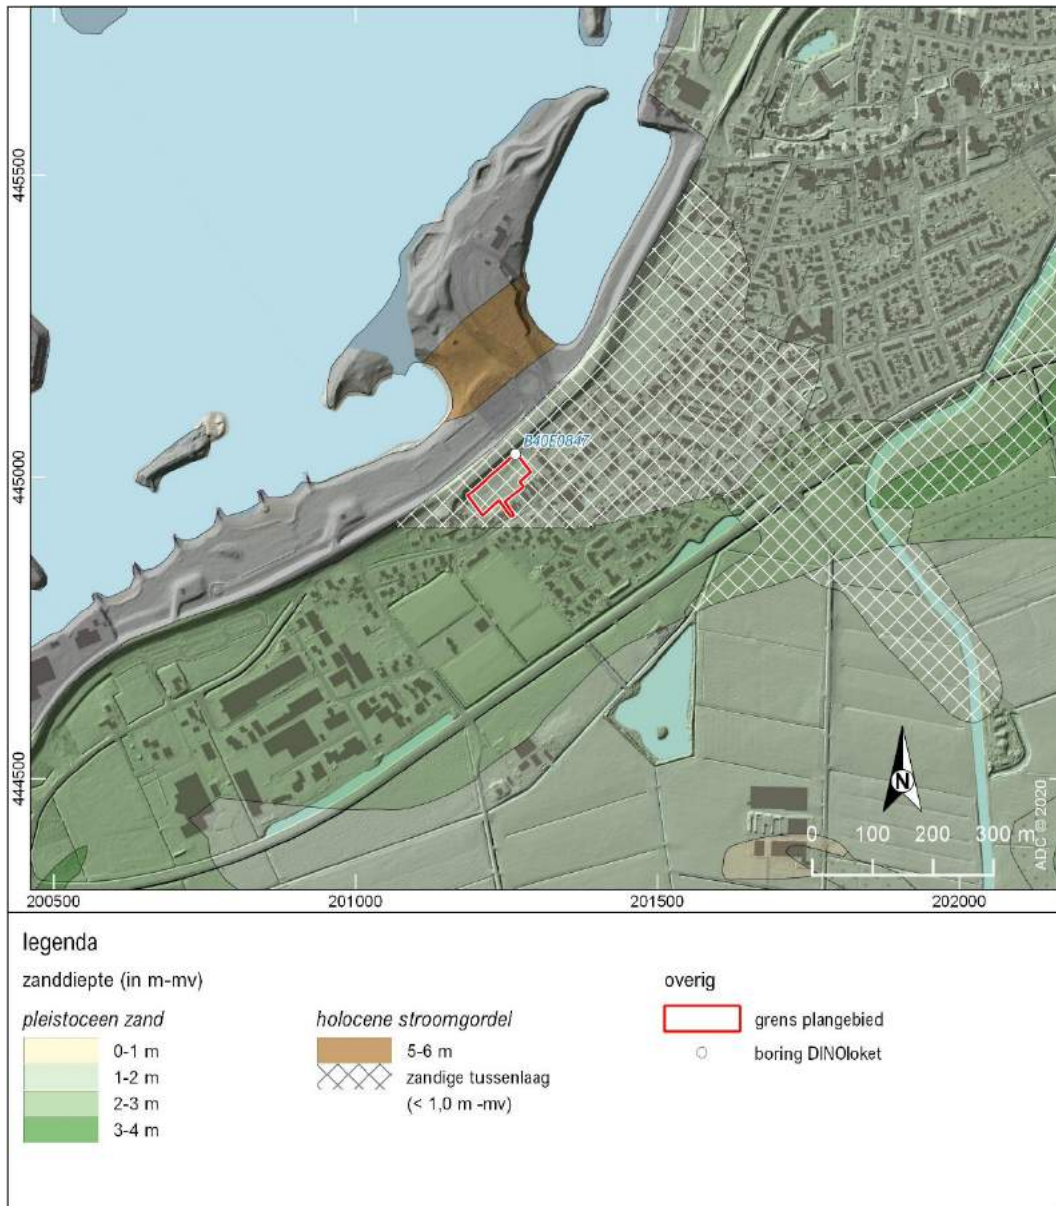 445500
445000
444500
B40E0847
N
0 100 200 300 m
ADC © 2020
200500 201000 201500 202000
legenda
zanddiepte (in m-mv)
overig
pleistoceen zand
holocene stroomgordel
grens plangebied
0-1 m
5-6 m
boring DINOloket
1-2 m
zandige tussenlaag
2-3 m
(< 1,0 m -mv)
3-4 m